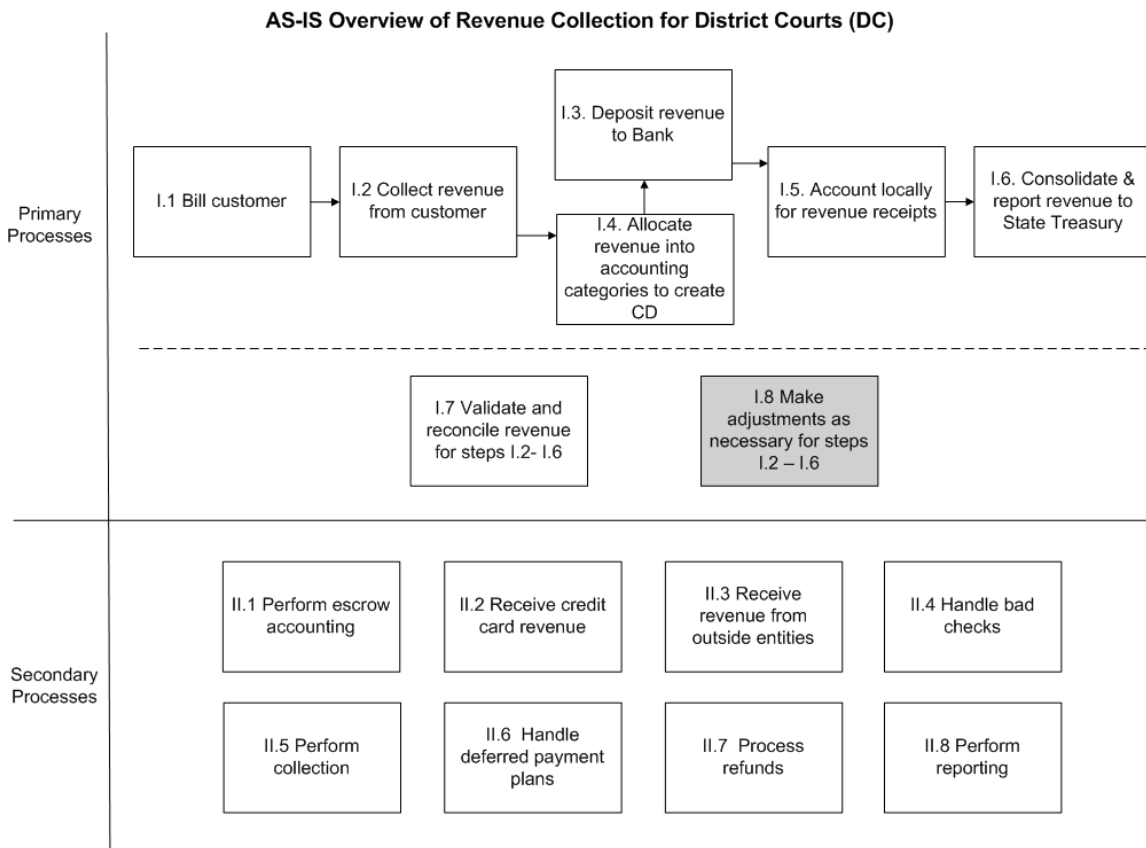 AS-IS Overview of Revenue Collection for District Courts (DC)
Primary
Processes
I.1 Bill customer
I.2 Collect revenue
from customer
I.3. Deposit revenue
to Bank
I.4. Allocate
revenue into
accounting
categories to create
CD
I.5. Account locally
for revenue receipts
I.6. Consolidate &
report revenue to
State Treasury
I.7 Validate and
reconcile revenue
for steps I.2- I.6
I.8 Make
adjustments as
necessary for steps
I.2 – I.6
Secondary
Processes
II.1 Perform escrow
accounting
II.2 Receive credit
card revenue
II.3 Receive
revenue from
outside entities
II.4 Handle bad
checks
II.5 Perform
collection
II.6 Handle
deferred payment
plans
II.7 Process
refunds
II.8 Perform
reporting